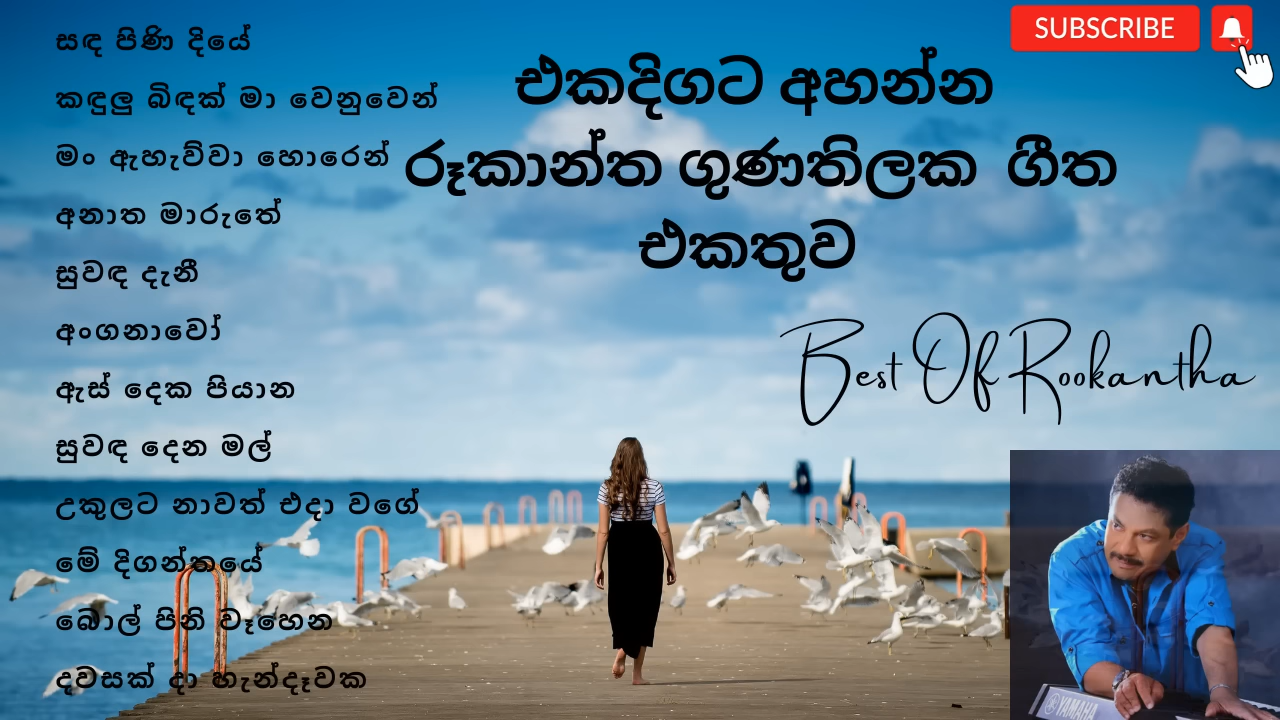 සඳ පිණි දියේ
කඳුලු බිඳක් මා වෙනුවෙන්
මං ඇහැව්වා හොරෙන්
අනාත මාරුතේ
සුවඳ දැනී
අංගනාවෝ
ඇස් දෙක පියාන
සුවඳ දෙන මල්
උකුලට නාවත් එදා වගේ
මේ දිගන්තයේ
බොල් පිනි වෑහෙන
දවසක් දා හැන්දෑවක
SUBSCRIBE
එකදිගට අහන්න
රූකාන්ත ගුණතිලක ගීත
එකතුව
Best Of Rookantha
YAMAHA